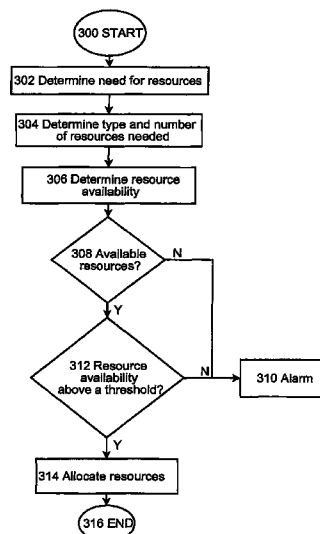 300 START
302 Determine need for resources
304 Determine type and number
of resources needed
306 Determine resource
availability
308 Available
resources?
N
Y
312 Resource
availability
above a threshold?
N
310 Alarm
Y
314 Allocate resources
316 END